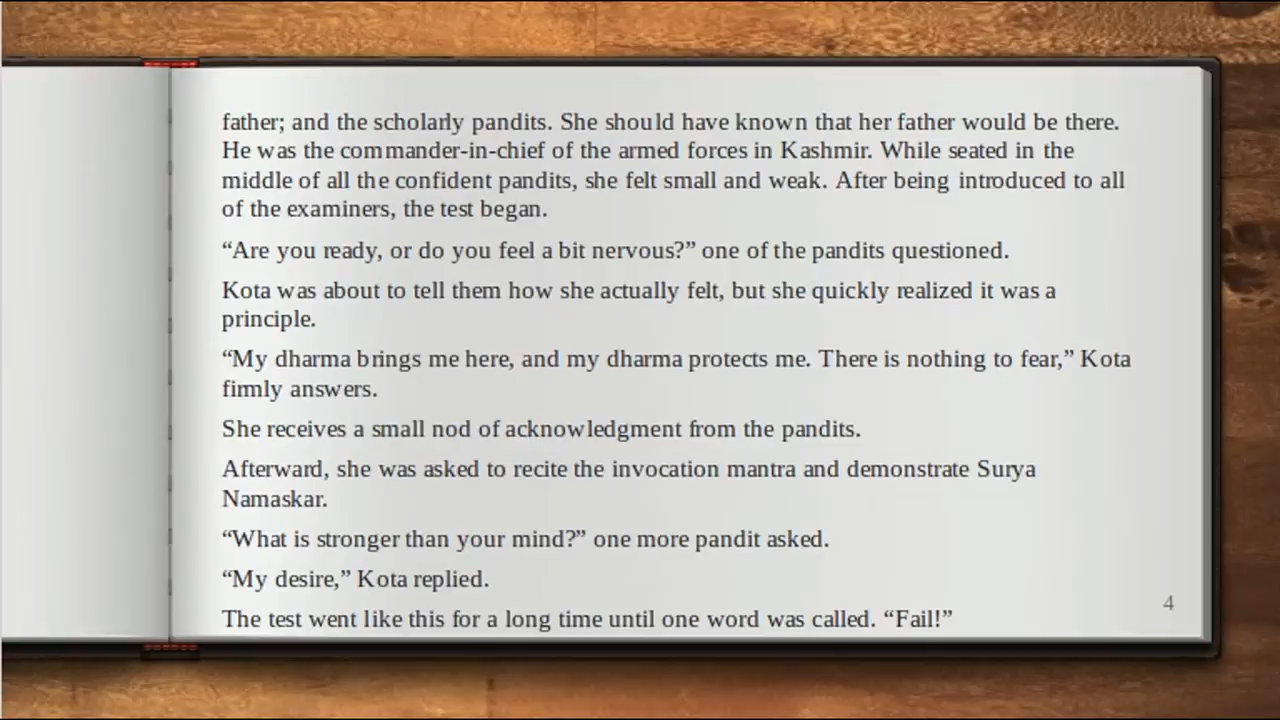 father; and the scholarly pandits. She should have known that her father would be there.
He was the commander-in-chief of the armed forces in Kashmir. While seated in the
middle of all the confident pandits, she felt small and weak. After being introduced to all
of the examiners, the test began.
“Are you ready, or do you feel a bit nervous?” one of the pandits questioned.
Kota was about to tell them how she actually felt, but she quickly realized it was a
principle.
“My dharma brings me here, and my dharma protects me. There is nothing to fear,” Kota
firmly answers.
She receives a small nod of acknowledgment from the pandits.
Afterward, she was asked to recite the invocation mantra and demonstrate Surya
Namaskar.
“What is stronger than your mind?” one more pandit asked.
“My desire,” Kota replied.
The test went like this for a long time until one word was called. “Fail!”
4